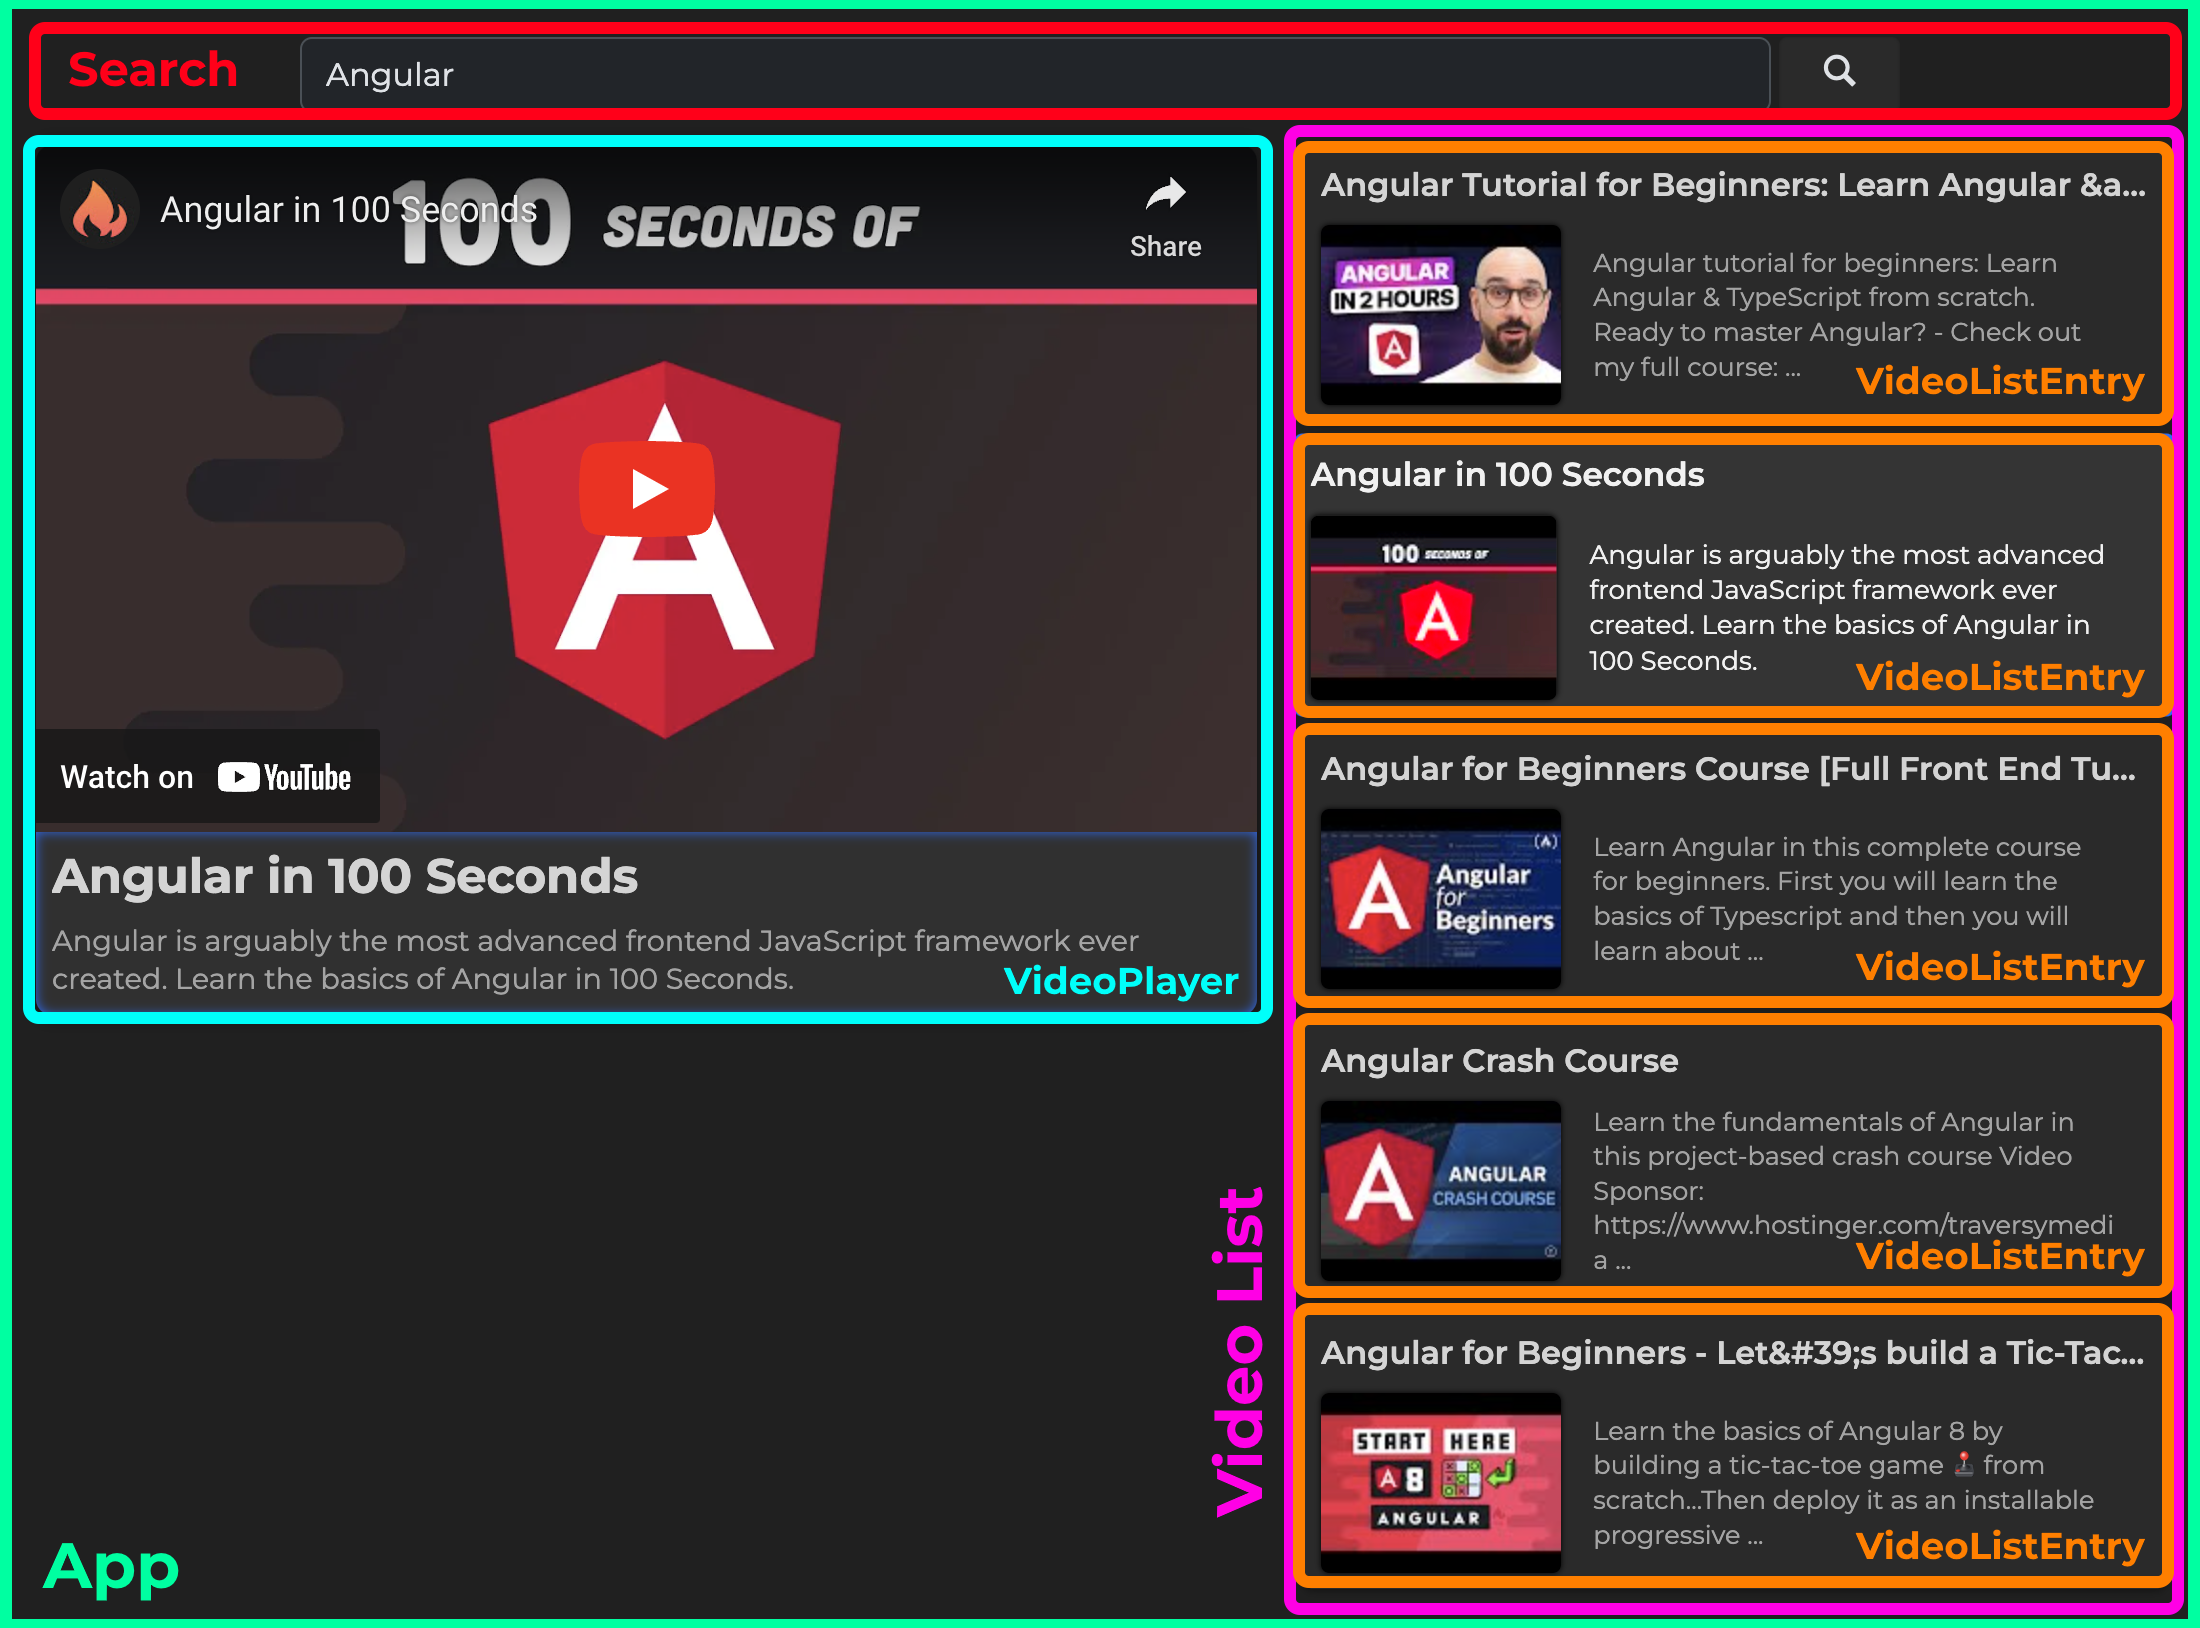 Search
Angular
Angular in 100 Seconds
100 SECONDS OF
Share
Watch on YouTube
Angular in 100 Seconds
Angular is arguably the most advanced frontend JavaScript framework ever
created. Learn the basics of Angular in 100 Seconds.
VideoPlayer
Video List
App
Angular Tutorial for Beginners: Learn Angular &a...
ANGULAR
IN 2 HOURS
Angular tutorial for beginners: Learn
Angular & TypeScript from scratch.
Ready to master Angular? - Check out
my full course: ...
VideoListEntry
Angular in 100 Seconds
100 SECONDS OF
Angular is arguably the most advanced
frontend JavaScript framework ever
created. Learn the basics of Angular in
100 Seconds.
VideoListEntry
Angular for Beginners Course [Full Front End Tu...
Angular
for
Beginners
Learn Angular in this complete course
for beginners. First you will learn the
basics of Typescript and then you will
learn about ...
VideoListEntry
Angular Crash Course
ANGULAR
CRASH COURSE
Learn the fundamentals of Angular in
this project-based crash course Video
Sponsor:
https://www.hostinger.com/traversymedi
a ...
VideoListEntry
Angular for Beginners - Let&#39;s build a Tic-Tac...
START HERE
A 8
ANGULAR
Learn the basics of Angular 8 by
building a tic-tac-toe game 🕹️ from
scratch...Then deploy it as an installable
progressive ...
VideoListEntry